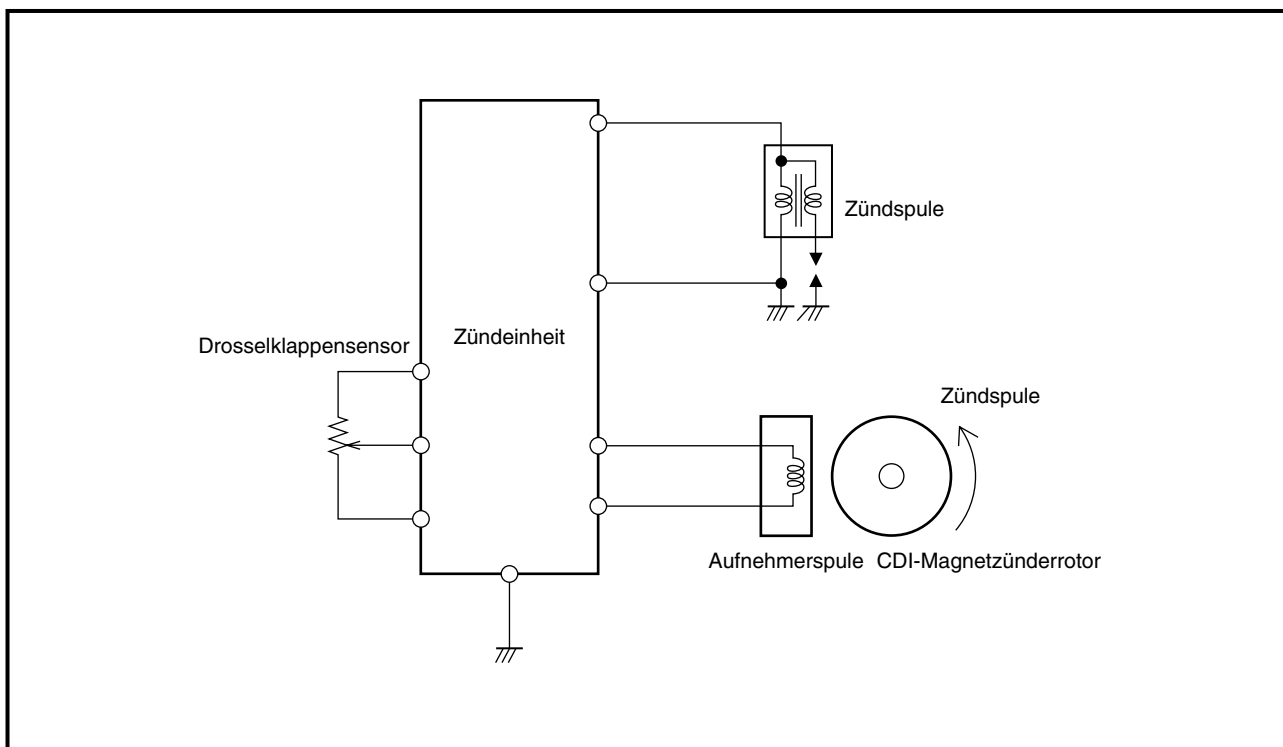 Zündspule
Zündeinheit
Drosselklappensensor
Zündspule
Aufnehmerspule
CDI-Magnetzünderrotor